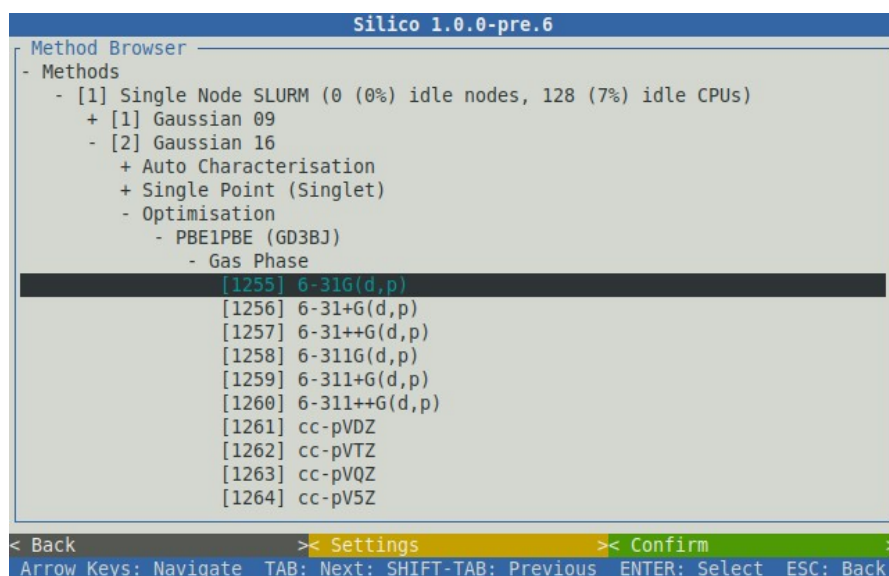 Silico 1.0.0-pre.6
Method Browser
- Methods
- [1] Single Node SLURM (0 (0%) idle nodes, 128 (7%) idle CPUs)
+ [1] Gaussian 09
- [2] Gaussian 16
+ Auto Characterisation
+ Single Point (Singlet)
- Optimisation
- PBE1PBE (GD3BJ)
- Gas Phase
[1255] 6-31G(d,p)
[1256] 6-31+G(d,p)
[1257] 6-31++G(d,p)
[1258] 6-311G(d,p)
[1259] 6-311+G(d,p)
[1260] 6-311++G(d,p)
[1261] cc-pVDZ
[1262] cc-pVTZ
[1263] cc-pVQZ
[1264] cc-pV5Z
< Back >< Settings >< Confirm >
Arrow Keys: Navigate TAB: Next: SHIFT-TAB: Previous ENTER: Select ESC: Back